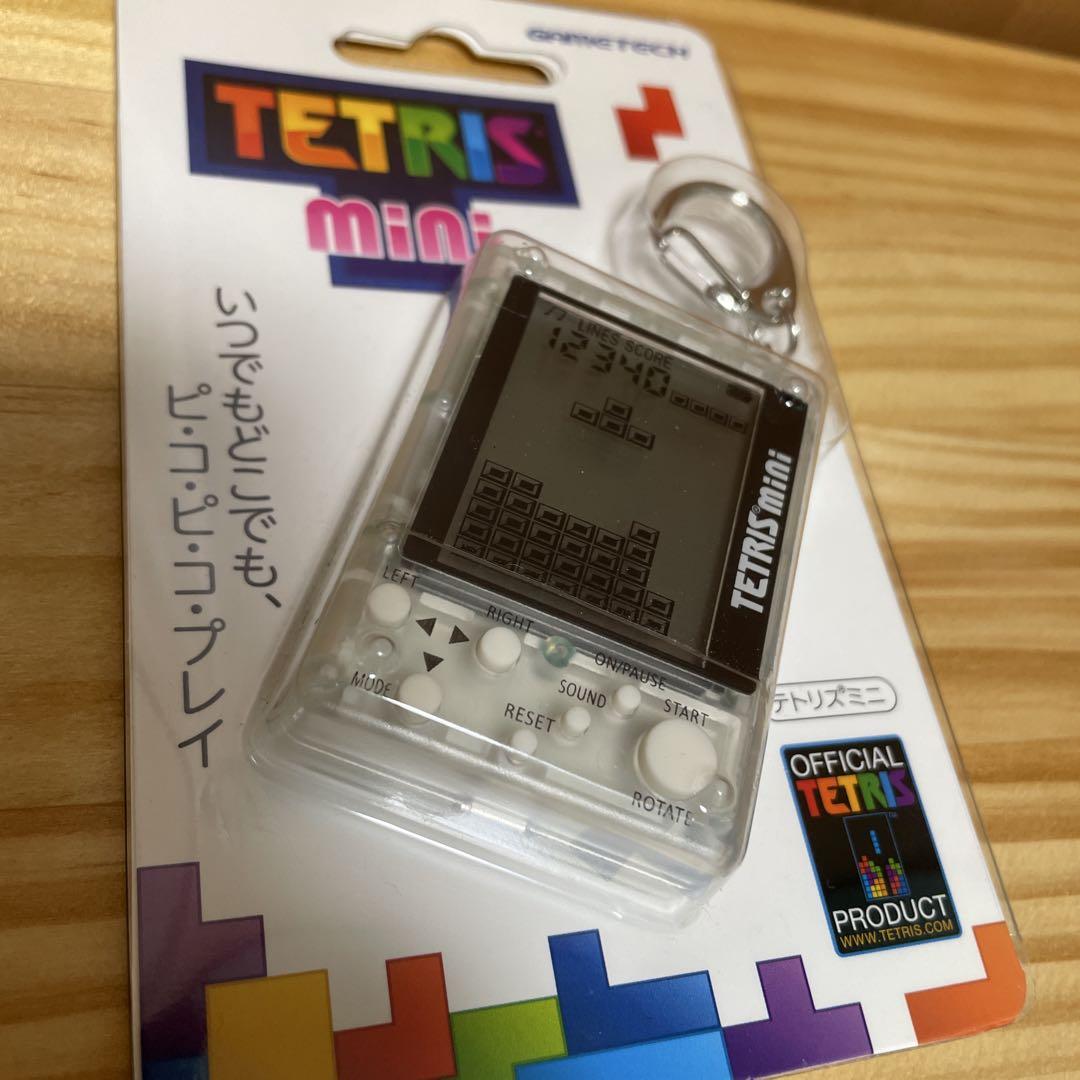 GAMETECH
TETRIS
mini
いつでもどこでも、
ピ・コ・ピ・コ・プレイ
LINES SCORE
12340
TETRIS® mini
LEFT
RIGHT
ON/PAUSE
MODE
SOUND
START
RESET
ROTATE
テトリズミニ
OFFICIAL
TETRIS
PRODUCT
WWW.TETRIS.COM